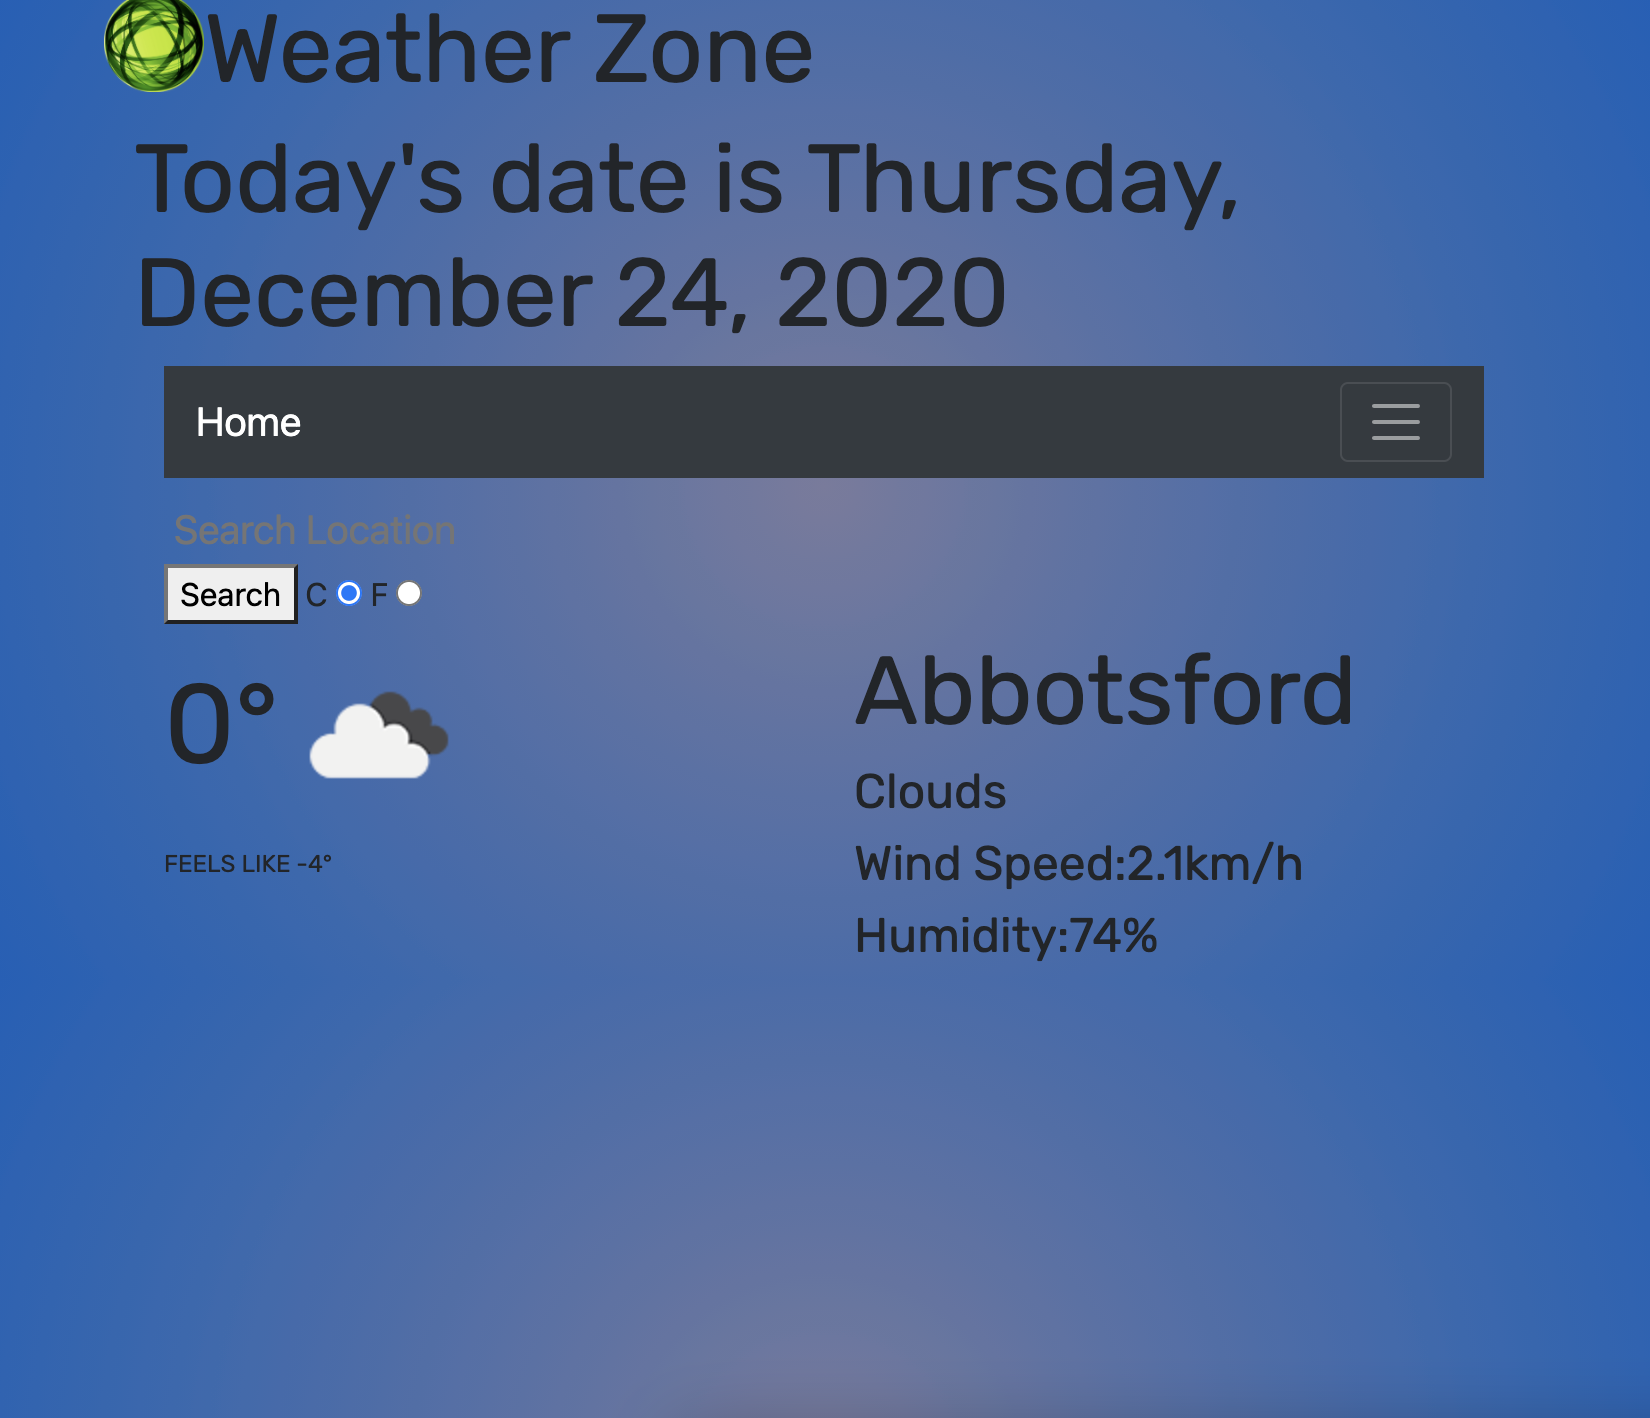 Weather Zone
Today's date is Thursday,
December 24, 2020
Home
Search Location
Search C F
0°
FEELS LIKE -4°
Abbotsford
Clouds
Wind Speed:2.1km/h
Humidity:74%